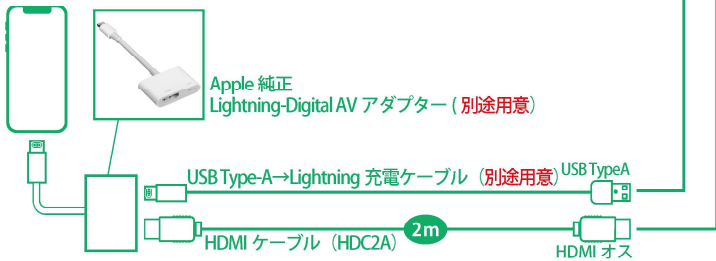 Apple 純正
Lightning-Digital AV アダプター ( 別途用意)
USB Type-A→Lightning 充電ケーブル（別途用意）
USB TypeA
2m
HDMI ケーブル（HDC2A）
HDMI オス